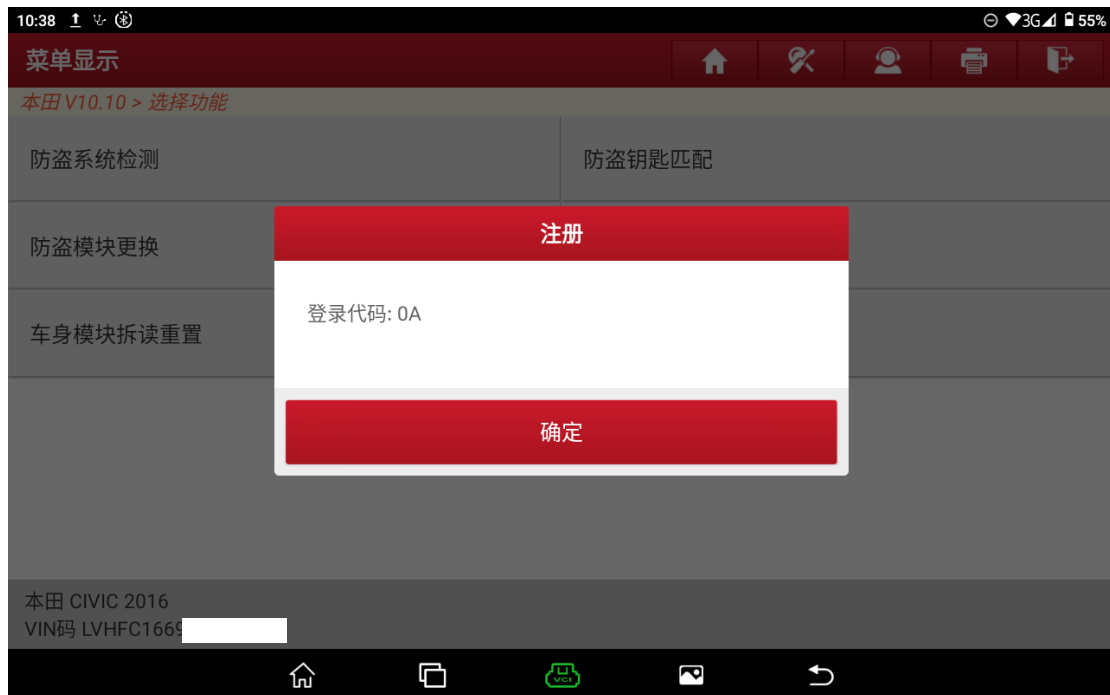 10:38
3G 55%
菜单显示
本田 V10.10 > 选择功能
防盗系统检测
防盗钥匙匹配
防盗模块更换
车身模块拆读重置
注册
登录代码: 0A
确定
本田 CIVIC 2016
VIN码 LVHFC1669
VCI